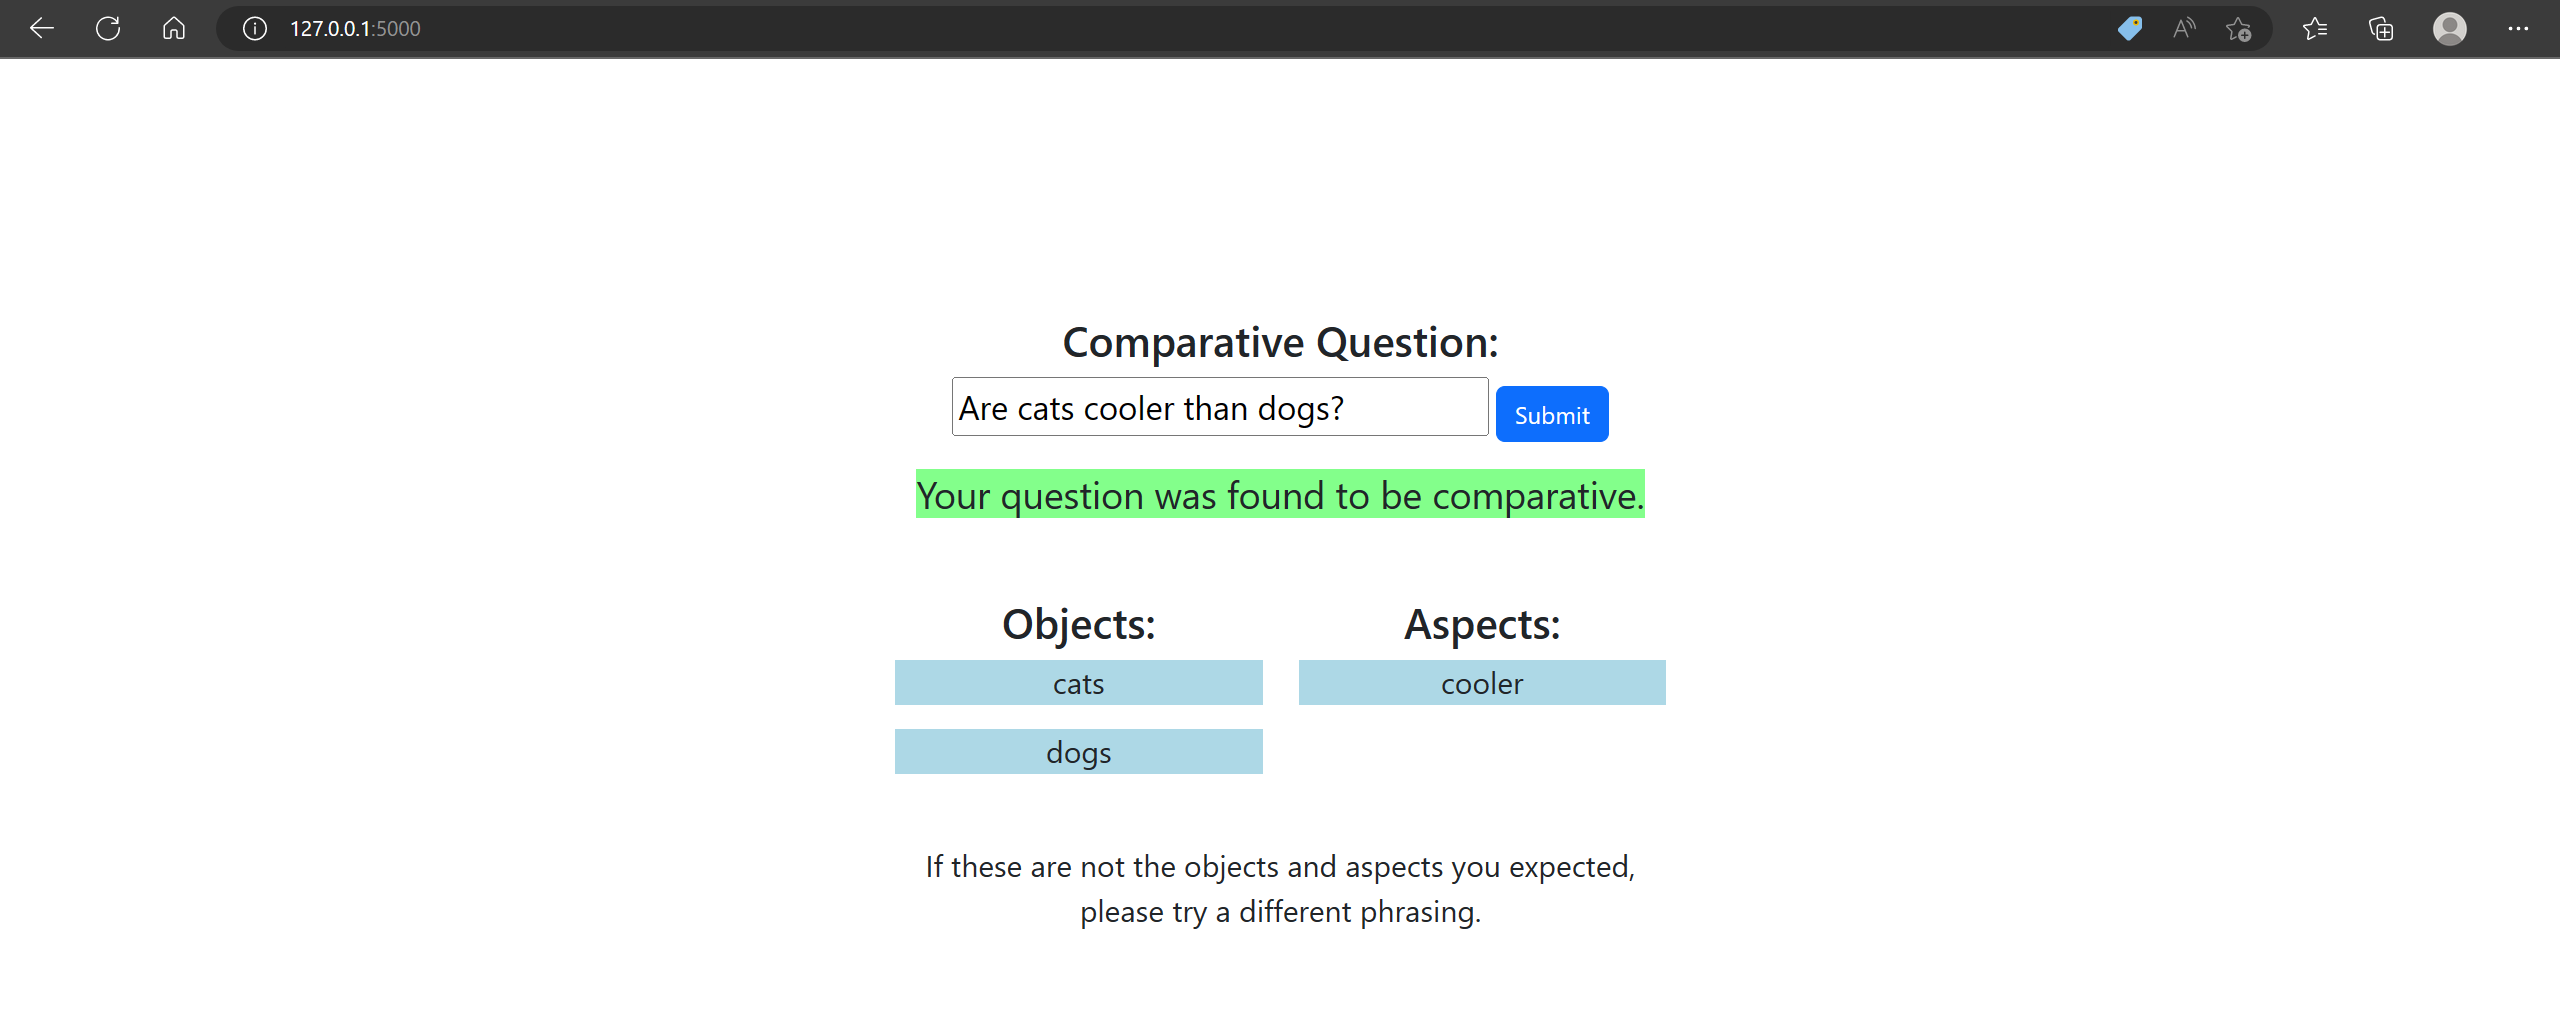 127.0.0.1:5000
Comparative Question:
Are cats cooler than dogs?
Submit
Your question was found to be comparative.
Objects:
Aspects:
cats
cooler
dogs
If these are not the objects and aspects you expected,
please try a different phrasing.